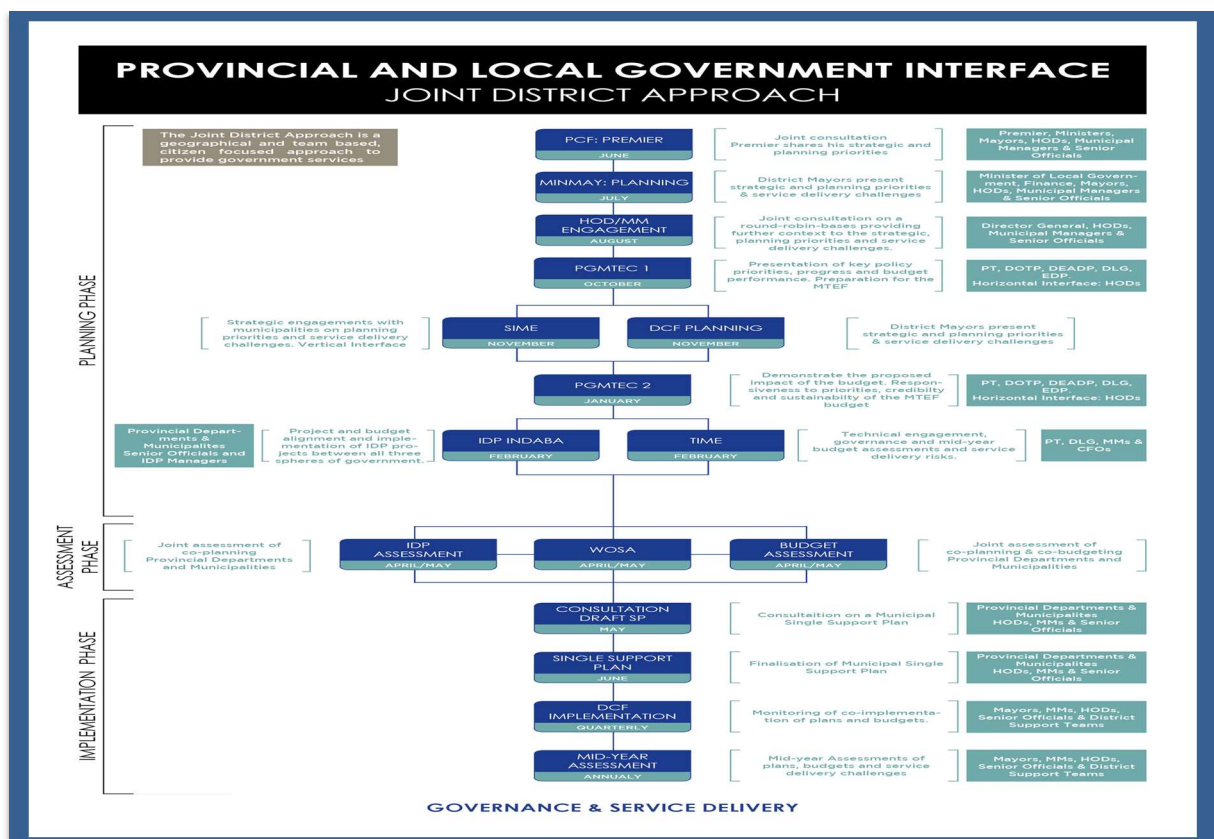 PROVINCIAL AND LOCAL GOVERNMENT INTERFACE
JOINT DISTRICT APPROACH
The Joint District Approach is a
geographical and team based,
citizen focused approach to
provide government services
PCF: PREMIER
JUNE
Joint consultation
Premier shares his strategic and
planning priorities
Premier, Ministers,
Mayors, HODs, Municipal
Managers & Senior
Officials
MINMAY: PLANNING
JULY
District Mayors present
strategic and planning priorities
& service delivery challenges
Minister of Local Govern-
ment, Finance, Mayors,
HODs, Municipal Managers
& Senior Officials
HOD/MM
ENGAGEMENT
AUGUST
Joint consultation on a
round-robin-bases providing
further context to the strategic,
planning priorities and service
delivery challenges.
Director General, HODs,
Municipal Managers &
Senior Officials
PGMTEC 1
OCTOBER
Presentation of key policy
priorities, progress and budget
performance. Preparation for the
MTEF
PT, DOTP, DEADP, DLG,
EDP.
Horizontal Interface: HODs
PLANNING PHASE
Strategic engagements with
municipalities on planning
priorities and service delivery
challenges. Vertical Interface
SIME
NOVEMBER
DCF PLANNING
NOVEMBER
District Mayors present
strategic and planning priorities
& service delivery challenges
PGMTEC 2
JANUARY
Demonstrate the proposed
impact of the budget. Respon-
siveness to priorities, credibilty
and sustainabilty of the MTEF
budget
PT, DOTP, DEADP, DLG,
EDP.
Horizontal Interface: HODs
Provincial Depart-
ments &
Municipalites
Senior Officials and
IDP Managers
Project and budget
alignment and imple-
mentation of IDP pro-
jects between all three
spheres of government.
IDP INDABA
FEBRUARY
TIME
FEBRUARY
Technical engagement,
governance and mid-year
budget assessments and service
delivery risks.
PT, DLG, MMs &
CFOs
ASSESSMENT
PHASE
Joint assessment of
co-planning
Provincial Departments
and Municipalities
IDP
ASSESSMENT
APRIL/MAY
WOSA
APRIL/MAY
BUDGET
ASSESSMENT
APRIL/MAY
Joint assessment of
co-planning & co-budgeting
Provincial Departments and
Municipalities
IMPLEMENTATION PHASE
CONSULTATION
DRAFT SP
MAY
Consultaition on a Municipal
Single Support Plan
Provincial Departments &
Municipalites
HODs, MMs & Senior
Officials
SINGLE SUPPORT
PLAN
JUNE
Finalisation of Municipal Single
Support Plan
Provincial Departments &
Municipalites
HODs, MMs & Senior
Officials
DCF
IMPLEMENTATION
QUARTERLY
Monitoring of co-implementa-
tion of plans and budgets.
Mayors, MMs, HODs,
Senior Officials & District
Support Teams
MID-YEAR
ASSESSMENT
ANNUALY
Mid-year Assessments of
plans, budgets and service
delivery challenges
Mayors, MMs, HODs,
Senior Officials & District
Support Teams
GOVERNANCE & SERVICE DELIVERY